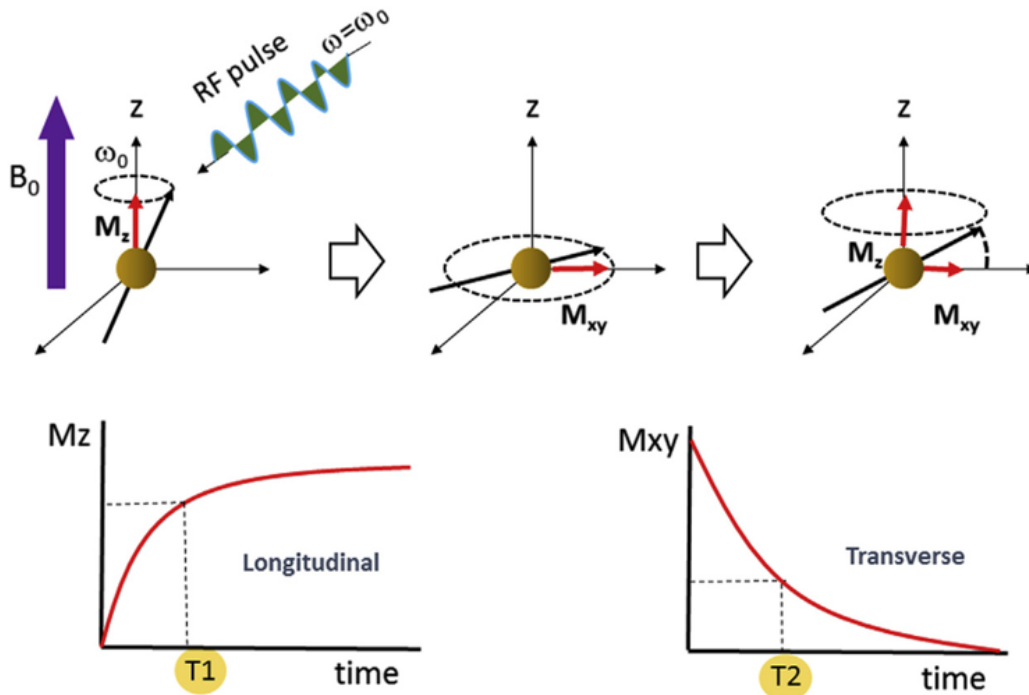 RF pulse
ω=ω₀
z
B₀
ω₀
Mz
z
Mxy
z
Mz
Mxy
Mz
Longitudinal
T1
time
Mxy
Transverse
T2
time